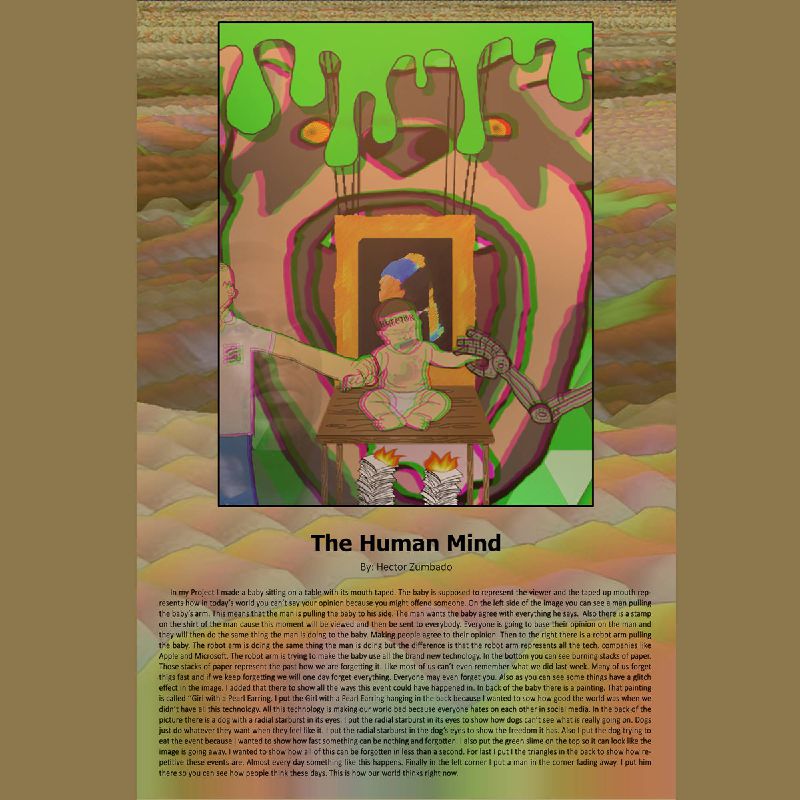 The Human Mind
By: Hector Zumbado
In my Project I made a baby sitting on a table with its mouth taped. The baby is supposed to represent the viewer and the taped up mouth rep-
resents how in today's world you can't say your opinion because you might offend someone. On the left side of the image you can see a man pulling
the baby's arm. This means that the man is pulling the baby to his side. The man wants the baby agree with everything he says. Also there is a stamp
on the shirt of the man cause this moment will be viewed and then be sent to everybody. Everyone is going to base their opinion on the man and
they will then do the same thing the man is doing to the baby. Making people agree to their opinion. Then to the right there is a robot arm pulling
the baby. The robot arm is doing the same thing the man is doing but the difference is that the robot arm represents all the tech. companies like
Apple and Microsoft. The robot arm is trying to make the baby use all the brand new technology. In the bottom you can see burning stacks of paper.
Those stacks of paper represent the past how we are forgetting it. Like most of us can't even remember what we did last week. Many of us forget
things fast and if we keep forgetting we will one day forget everything. Everyone may even forget you. Also as you can see some things have a glitch
effect in the image. I added that there to show all the ways this event could have happened in. In back of the baby there is a painting. That painting
is called "Girl with a Pearl Earring. I put the Girl with a Pearl Earring hanging in the back because I wanted to sow how good the world was when we
didn't have all this technology. All this technology is making our world bad because everyone hates on each other in social media. In the back of the
picture there is a dog with a radial starburst in its eyes. I put the radial starburst in its eyes to show how dogs can't see what is really going on. Dogs
just do whatever they want when they feel like it. I put the radial starburst in the dog's eyes to show the freedom it has. Also I put the dog trying to
eat the event because I wanted to show how fast something can be nothing and forgotten. I also put the green slime on the top so it can look like the
image is going away. I wanted to show how all of this can be forgotten in less than a second. For last I put I the triangles in the back to show how re-
petitive these events are. Almost every day something like this happens. Finally in the left corner I put a man in the corner fading away. I put him
there so you can see how people think these days. This is how our world thinks right now.